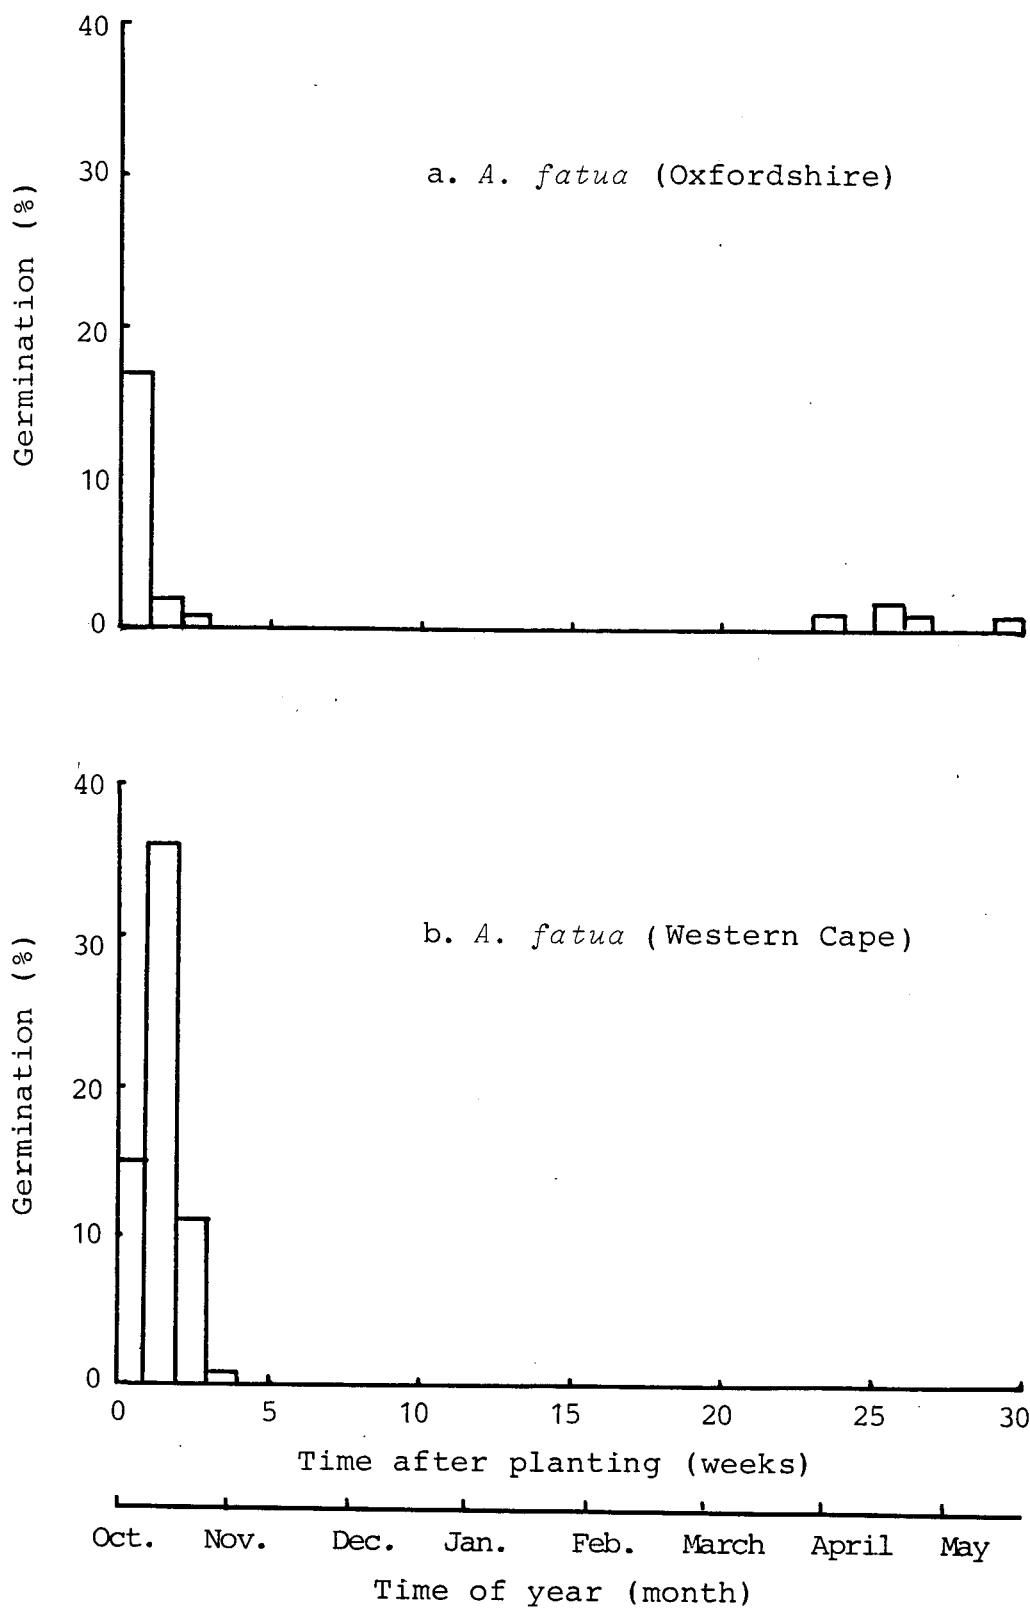 40
30
20
10
0
Germination (%)
a. A. fatua (Oxfordshire)
40
30
20
10
0
Germination (%)
b. A. fatua (Western Cape)
0 5 10 15 20 25 30
Time after planting (weeks)
Oct. Nov. Dec. Jan. Feb. March April May
Time of year (month)